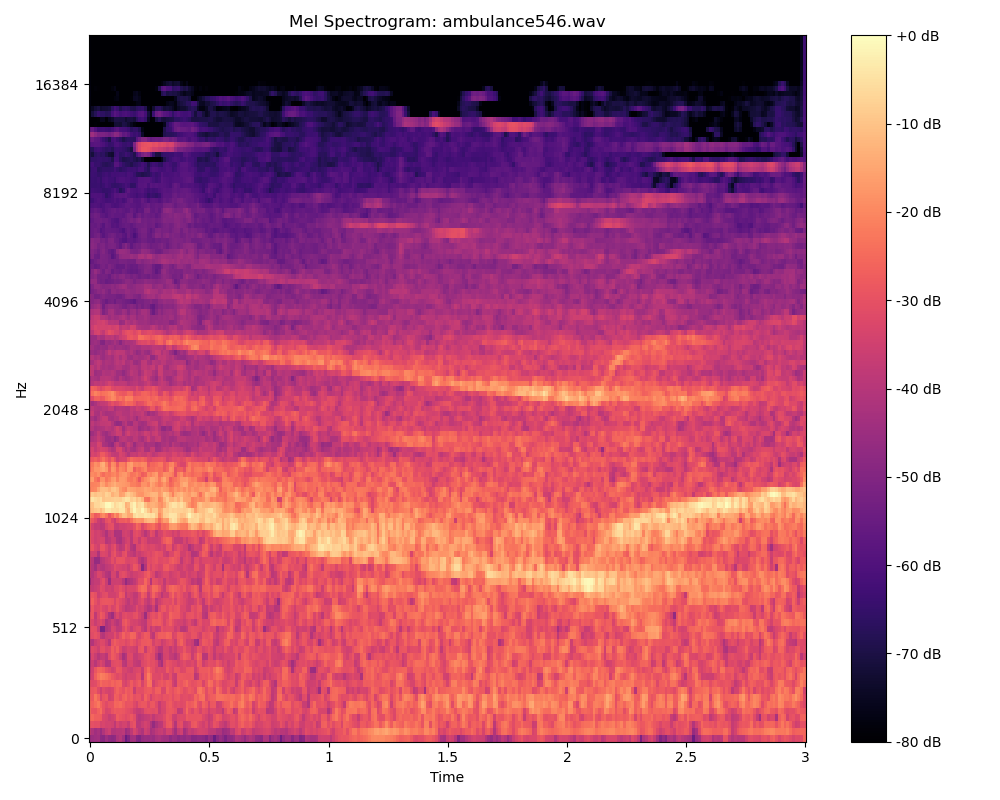 Mel Spectrogram: ambulance546.wav
Hz
16384
8192
4096
2048
1024
512
0
0 0.5 1 1.5 2 2.5 3
Time
+0 dB
-10 dB
-20 dB
-30 dB
-40 dB
-50 dB
-60 dB
-70 dB
-80 dB